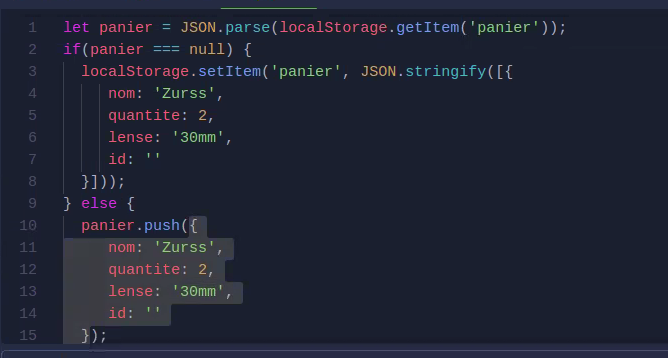 1 let panier = JSON.parse(localStorage.getItem('panier'));
2 if(panier === null) {
3 localStorage.setItem('panier', JSON.stringify([{
4 nom: 'Zurss',
5 quantite: 2,
6 lense: '30mm',
7 id: ''
8 }]));
9 } else {
10 panier.push({
11 nom: 'Zurss',
12 quantite: 2,
13 lense: '30mm',
14 id: ''
15 });